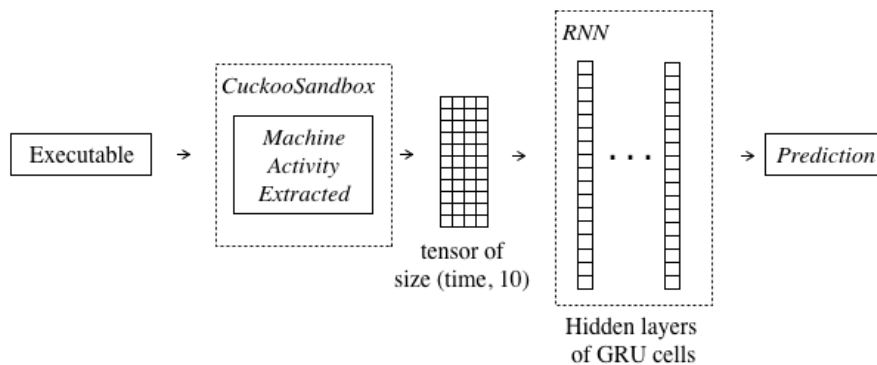 Executable
CuckooSandbox
Machine
Activity
Extracted
tensor of
size (time, 10)
RNN
. . .
Hidden layers
of GRU cells
Prediction